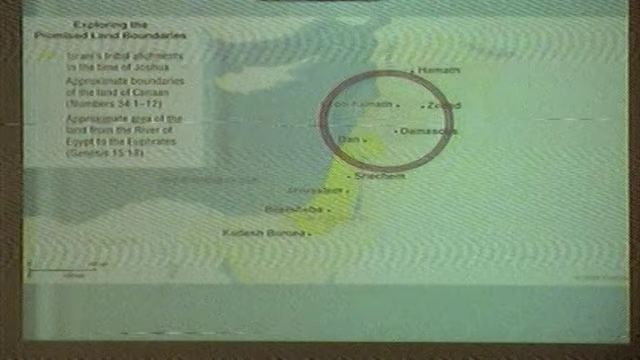 Exploring the
Promised Land Boundaries
Israel's tribal allotments
in the time of Joshua
Approximate boundaries
of the land of Canaan
(Numbers 34:1–12)
Approximate area of the
land from the River of
Egypt to the Euphrates
(Genesis 15:18)
Hamath
Zedad
Damascus
Dan
Shechem
Jerusalem
Beersheba
Kadesh Barnea